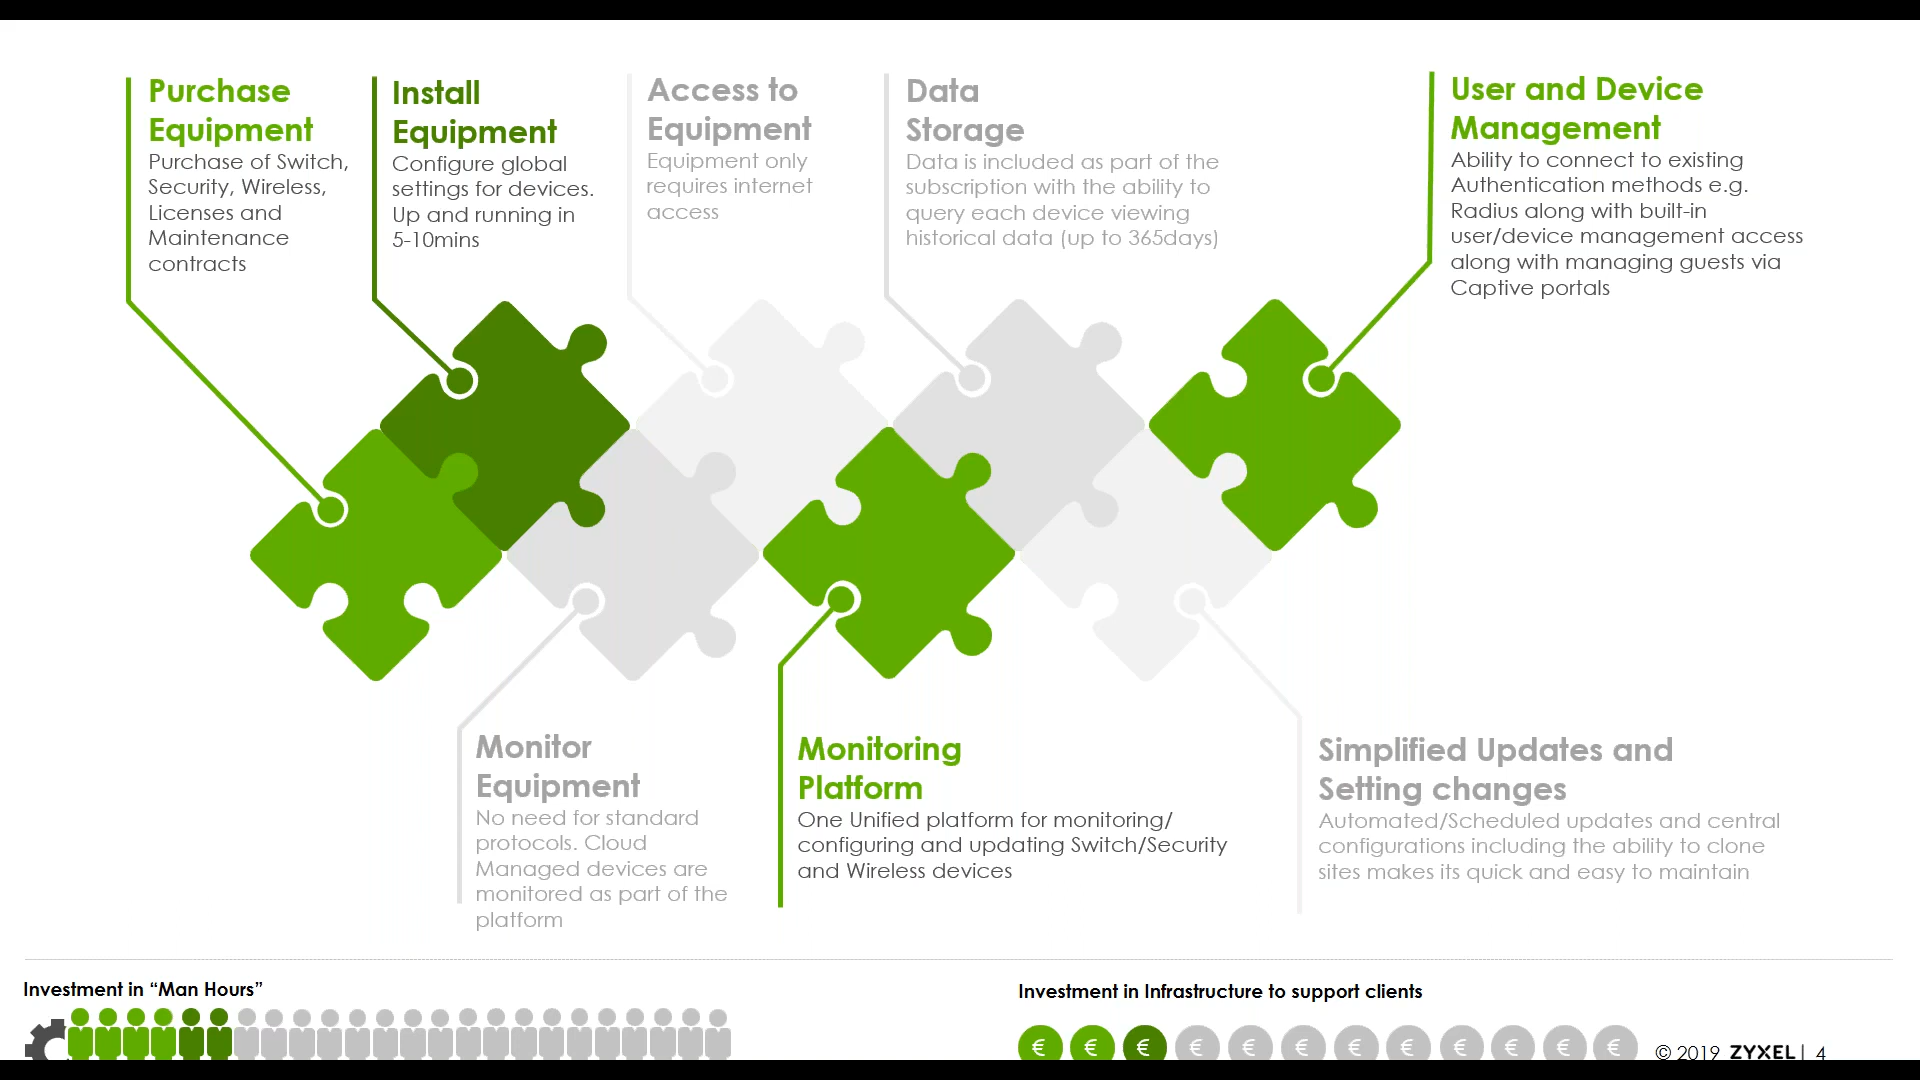 Purchase
Equipment
Purchase of Switch,
Security, Wireless,
Licenses and
Maintenance
contracts
Install
Equipment
Configure global
settings for devices.
Up and running in
5-10mins
Access to
Equipment
Equipment only
requires internet
access
Data
Storage
Data is included as part of the
subscription with the ability to
query each device viewing
historical data (up to 365days)
User and Device
Management
Ability to connect to existing
Authentication methods e.g.
Radius along with built-in
user/device management access
along with managing guests via
Captive portals
Monitor
Equipment
No need for standard
protocols. Cloud
Managed devices are
monitored as part of the
platform
Monitoring
Platform
One Unified platform for monitoring/
configuring and updating Switch/Security
and Wireless devices
Simplified Updates and
Setting changes
Automated/Scheduled updates and central
configurations including the ability to clone
sites makes its quick and easy to maintain
Investment in “Man Hours”
Investment in Infrastructure to support clients
€ € € € € € € € € € € €
© 2019 ZYXEL | 4